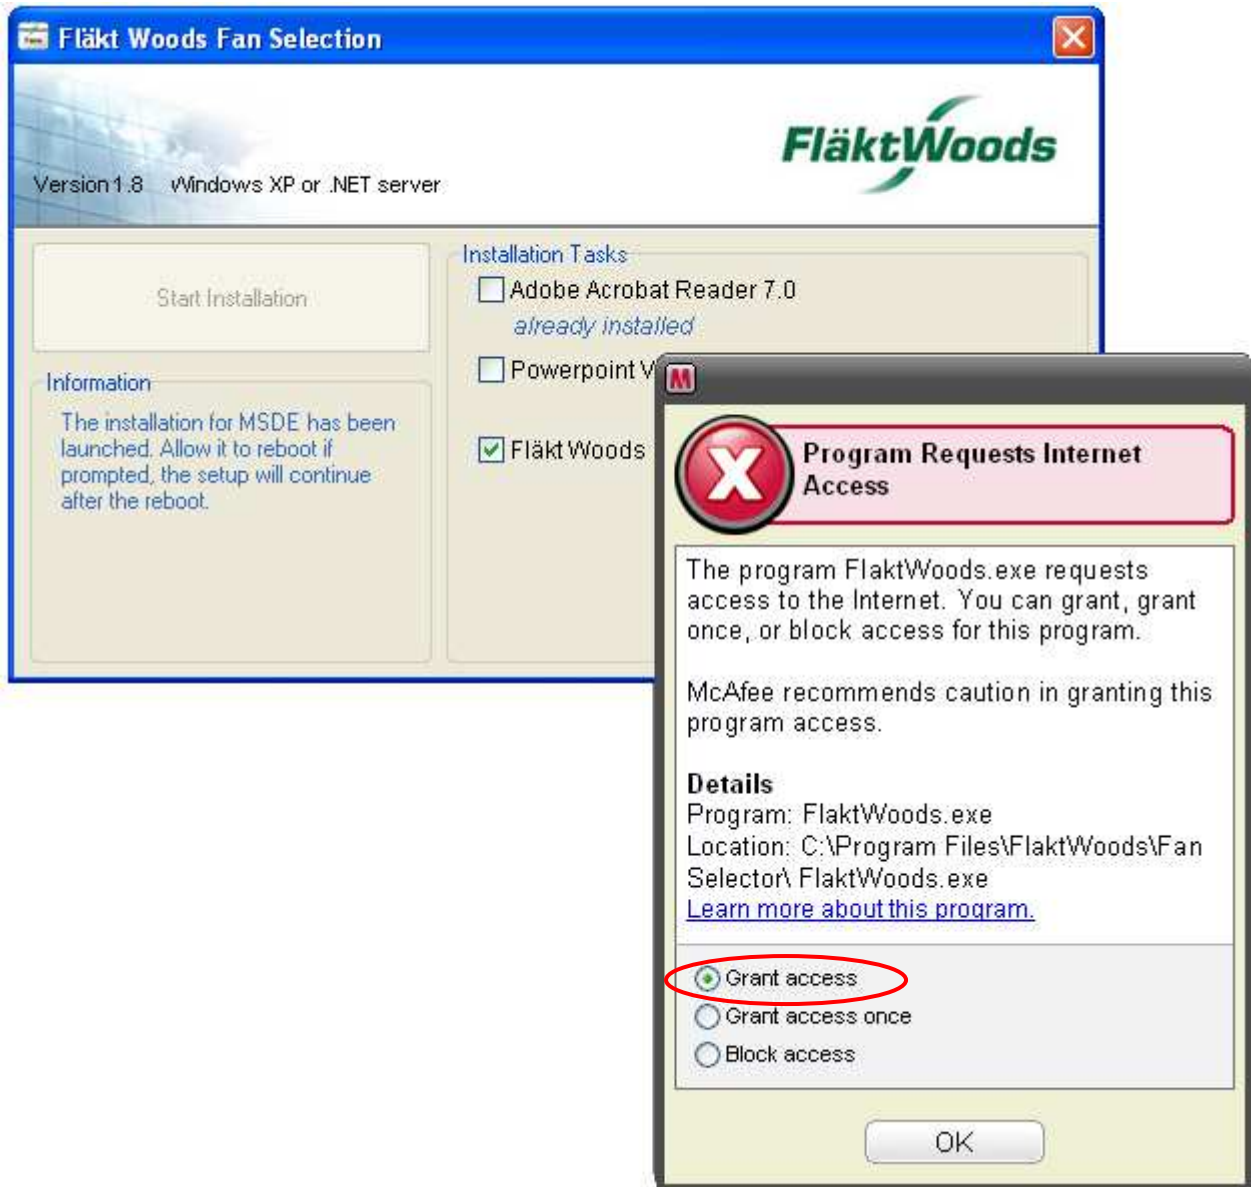 Fläkt Woods Fan Selection
FläktWoods
Version 1.8 Windows XP or .NET server
Start Installation
Information
The installation for MSDE has been
launched. Allow it to reboot if
prompted, the setup will continue
after the reboot.
Installation Tasks
Adobe Acrobat Reader 7.0
already installed
Powerpoint V
Fläkt Woods
M
Program Requests Internet
Access
The program FlaktWoods.exe requests
access to the Internet. You can grant, grant
once, or block access for this program.
McAfee recommends caution in granting this
program access.
Details
Program: FlaktWoods.exe
Location: C:\Program Files\FlaktWoods\Fan
Selector\ FlaktWoods.exe
Learn more about this program.
Grant access
Grant access once
Block access
OK